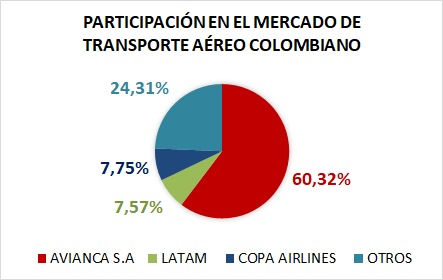 PARTICIPACIÓN EN EL MERCADO DE
TRANSPORTE AÉREO COLOMBIANO
24,31%
7,75%
60,32%
7,57%
AVIANCA S.A LATAM COPA AIRLINES OTROS